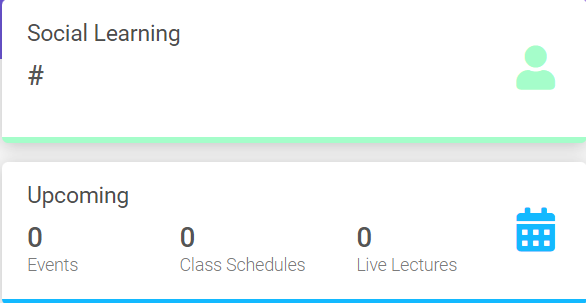 Social Learning
#
Upcoming
0 0 0
Events Class Schedules Live Lectures